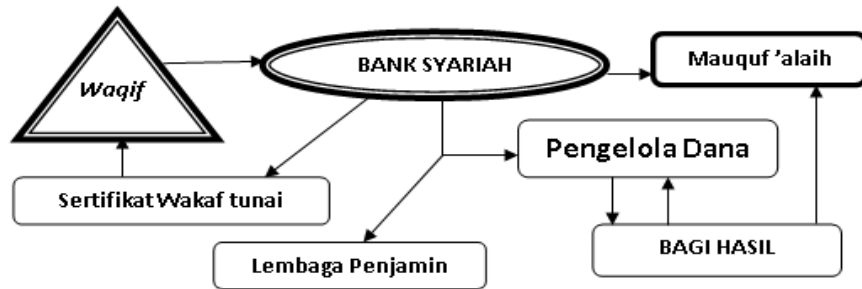 Waqif
BANK SYARIAH
Mauquf ’alaih
Pengelola Dana
Sertifikat Wakaf tunai
Lembaga Penjamin
BAGI HASIL